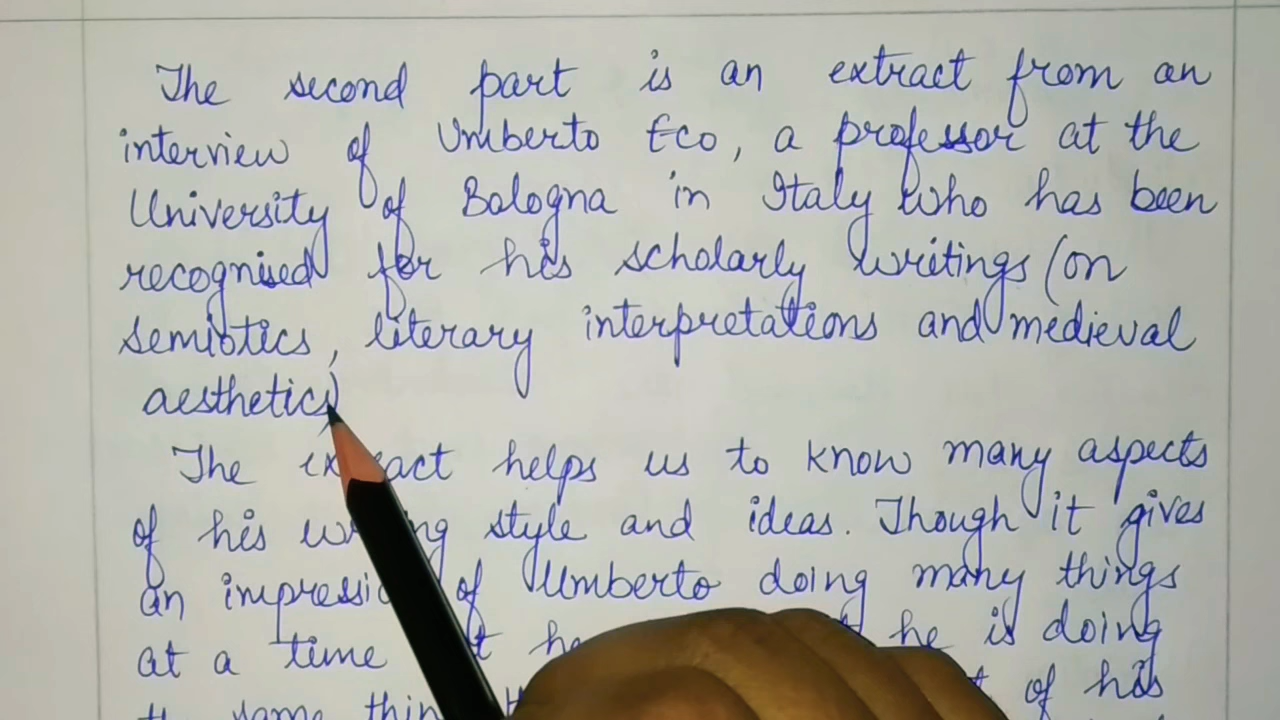 The second part is an extract from an
interview of Umberto Eco, a professor at the
University of Bologna in Italy who has been
recognised for his scholarly writings (on
semiotics, literary interpretations and medieval
aesthetics)
The helps us to know many aspects
of his style and ideas. Though it gives
an of Umberto doing many things
at a time he is doing
same of his